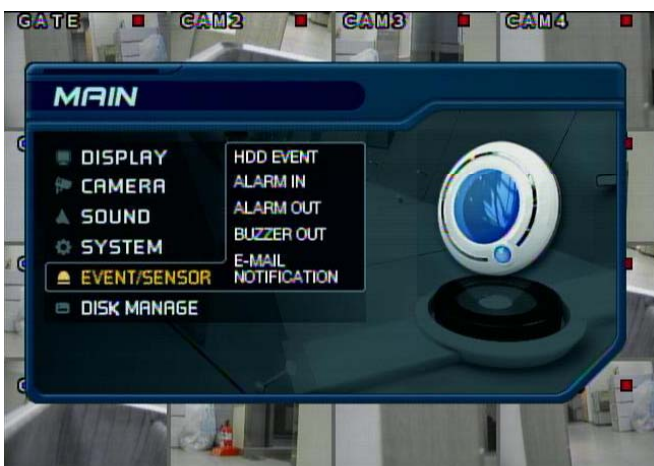 GATE CAM2 CAM3 CAM4
MAIN
DISPLAY
CAMERA
SOUND
SYSTEM
EVENT/SENSOR
DISK MANAGE
HDD EVENT
ALARM IN
ALARM OUT
BUZZER OUT
E-MAIL
NOTIFICATION